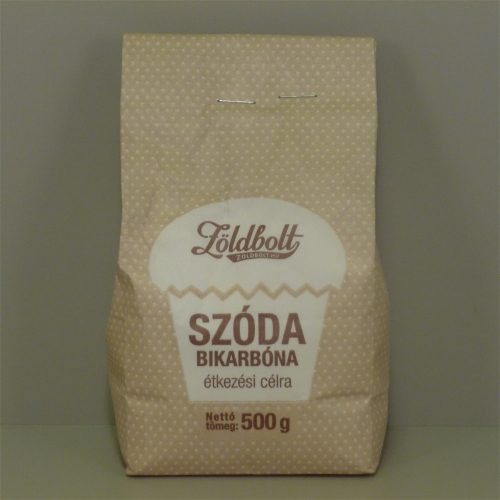 Zöldbolt
ZÖLDBOLT.HU
SZÓDA
BIKARBÓNA
étkezési célra
Nettó
tömeg: 500 g